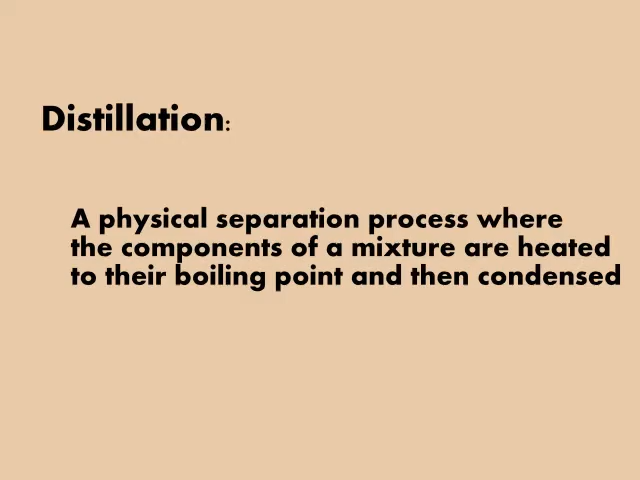 Distillation:
A physical separation process where
the components of a mixture are heated
to their boiling point and then condensed